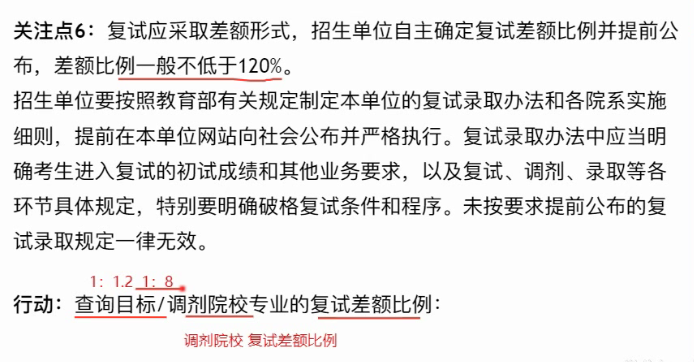 关注点6：复试应采取差额形式，招生单位自主确定复试差额比例并提前公
布，差额比例一般不低于120%。
招生单位要按照教育部有关规定制定本单位的复试录取办法和各院系实施
细则，提前在本单位网站向社会公布并严格执行。复试录取办法中应当明
确考生进入复试的初试成绩和其他业务要求，以及复试、调剂、录取等各
环节具体规定，特别要明确破格复试条件和程序。未按要求提前公布的复
试录取规定一律无效。
1：1.2 1：8
行动：查询目标/调剂院校专业的复试差额比例：
调剂院校 复试差额比例